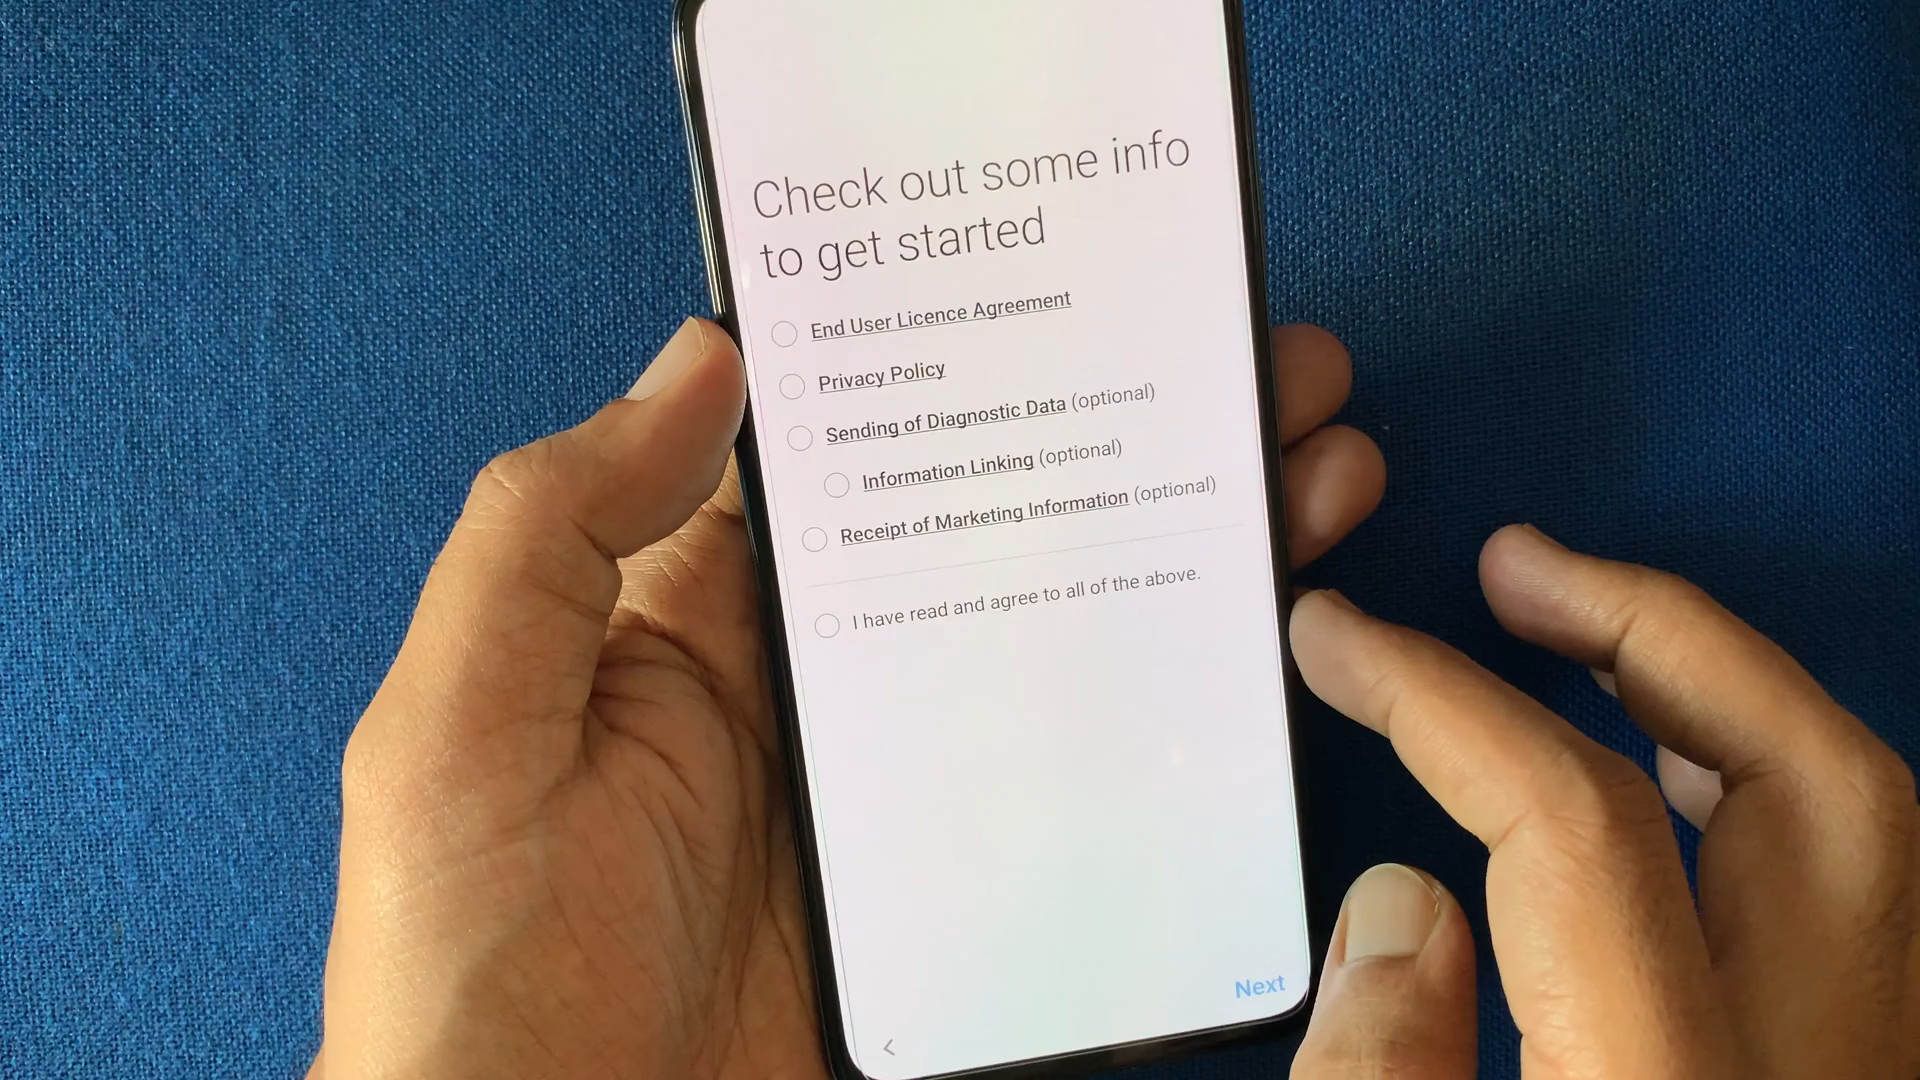 Check out some info
to get started
End User Licence Agreement
Privacy Policy
Sending of Diagnostic Data (optional)
Information Linking (optional)
Receipt of Marketing Information (optional)
I have read and agree to all of the above.
Next